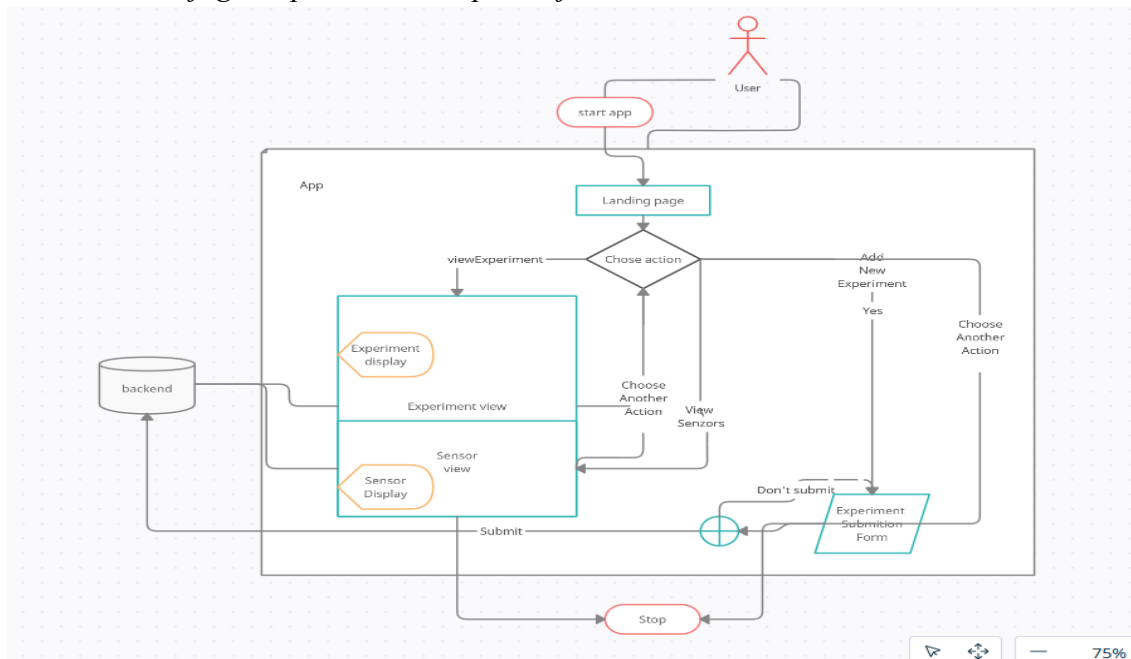 User
start app
App
Landing page
Chose action
viewExperiment
Add
New
Experiment
Yes
Choose
Another
Action
Experiment
display
backend
Experiment view
Choose
Another
Action
View
Senzors
Sensor
view
Sensor
Display
Don't submit
Experiment
Submition
Form
Submit
Stop
75%